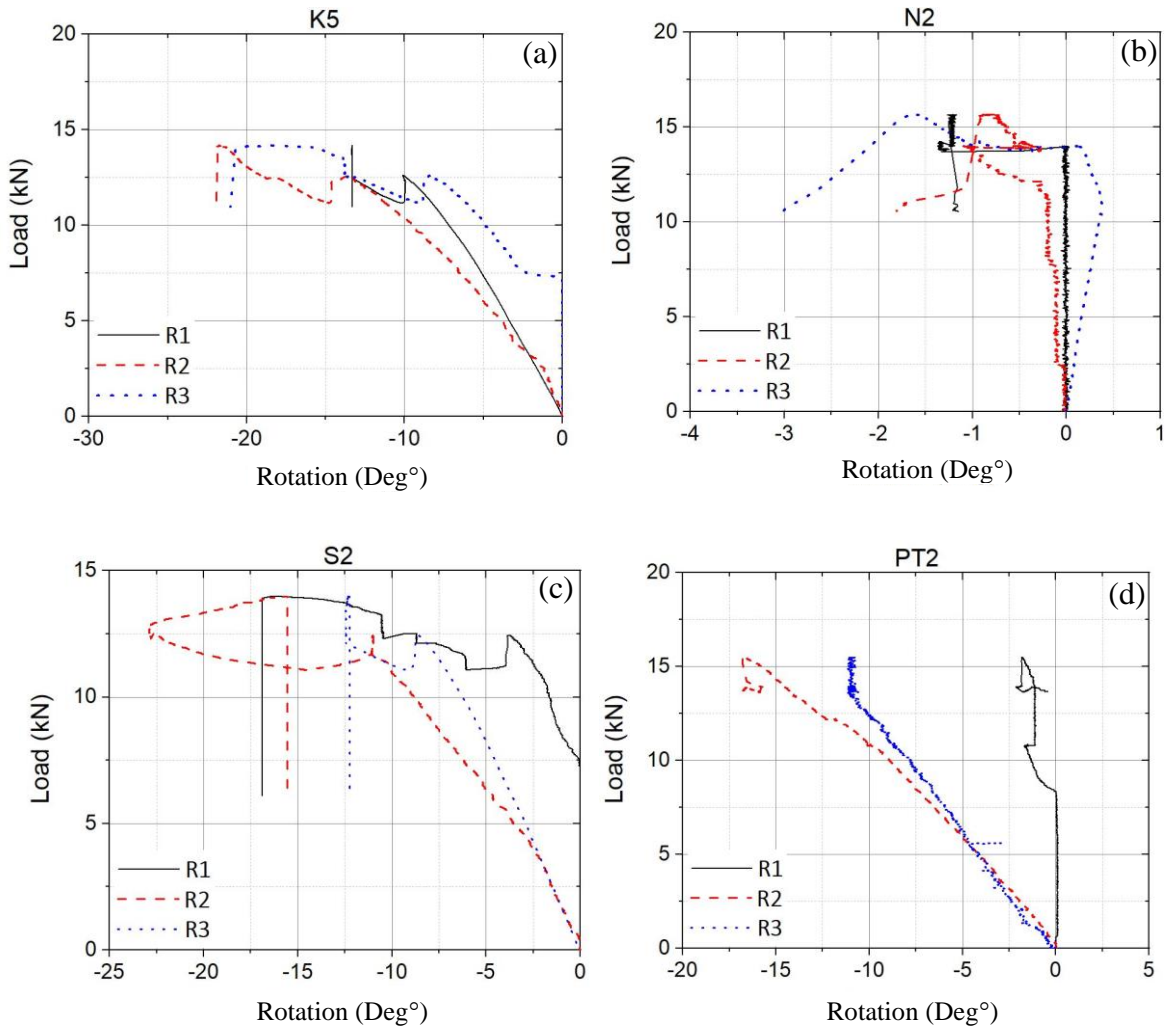 K5
(a)
20
15
10
5
0
Load (kN)
R1
R2
R3
-30 -20 -10 0
Rotation (Deg°)
N2
(b)
20
15
10
5
0
Load (kN)
R1
R2
R3
-4 -3 -2 -1 0 1
Rotation (Deg°)
S2
(c)
15
10
5
0
Load (kN)
R1
R2
R3
-25 -20 -15 -10 -5 0
Rotation (Deg°)
PT2
(d)
20
15
10
5
0
Load (kN)
R1
R2
R3
-20 -15 -10 -5 0 5
Rotation (Deg°)